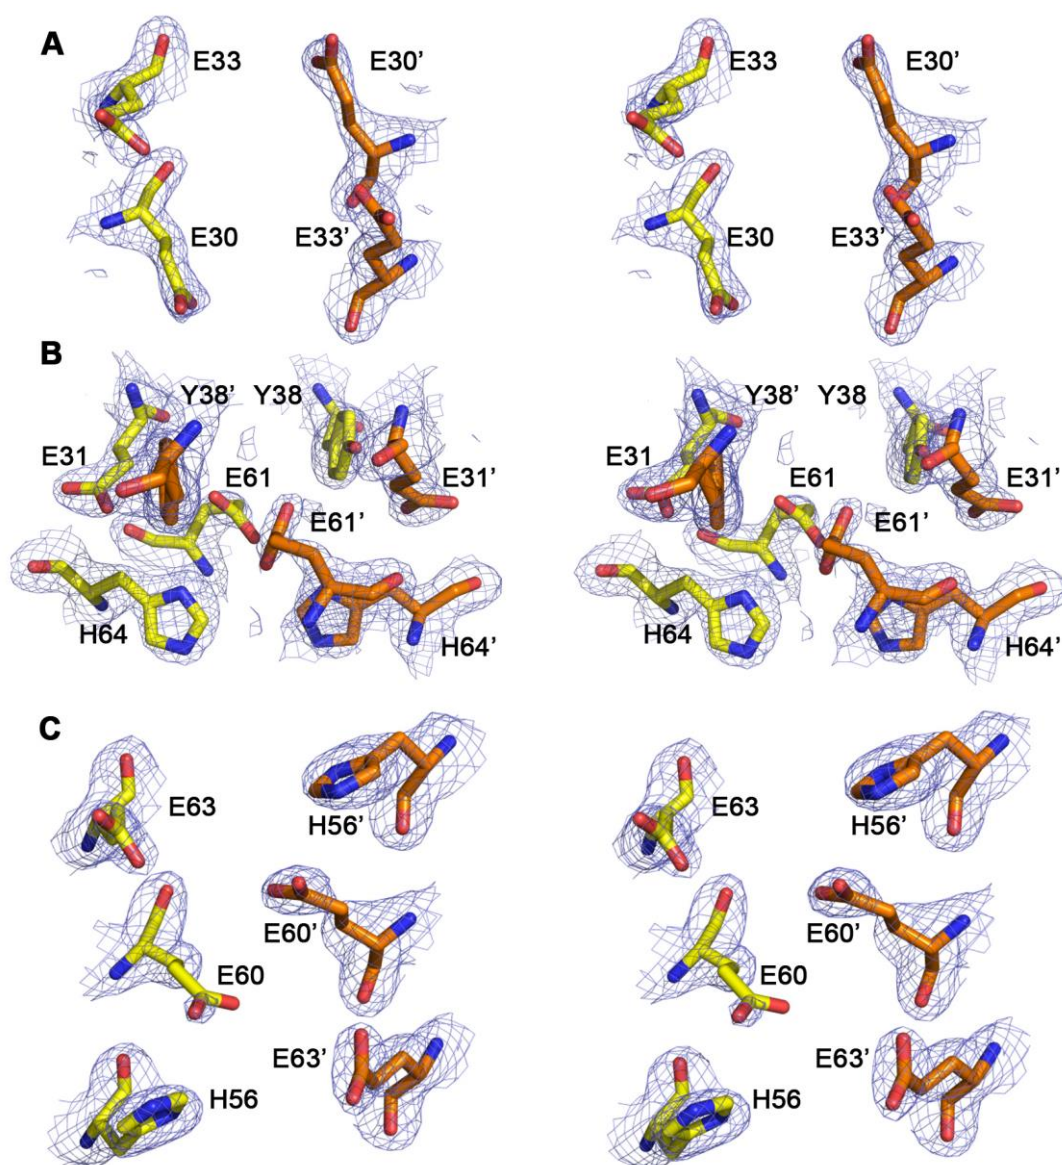 A
E33 E30’ E33 E30’
E30 E33’ E30 E33’
B
Y38’ Y38 Y38’ Y38
E31 E61 E31’ E31 E61 E31’
E61’ E61’
H64 H64’ H64 H64’
C
E63 H56’ E63 H56’
E60’ E60 E60’ E60
E63’ H56 E63’ H56